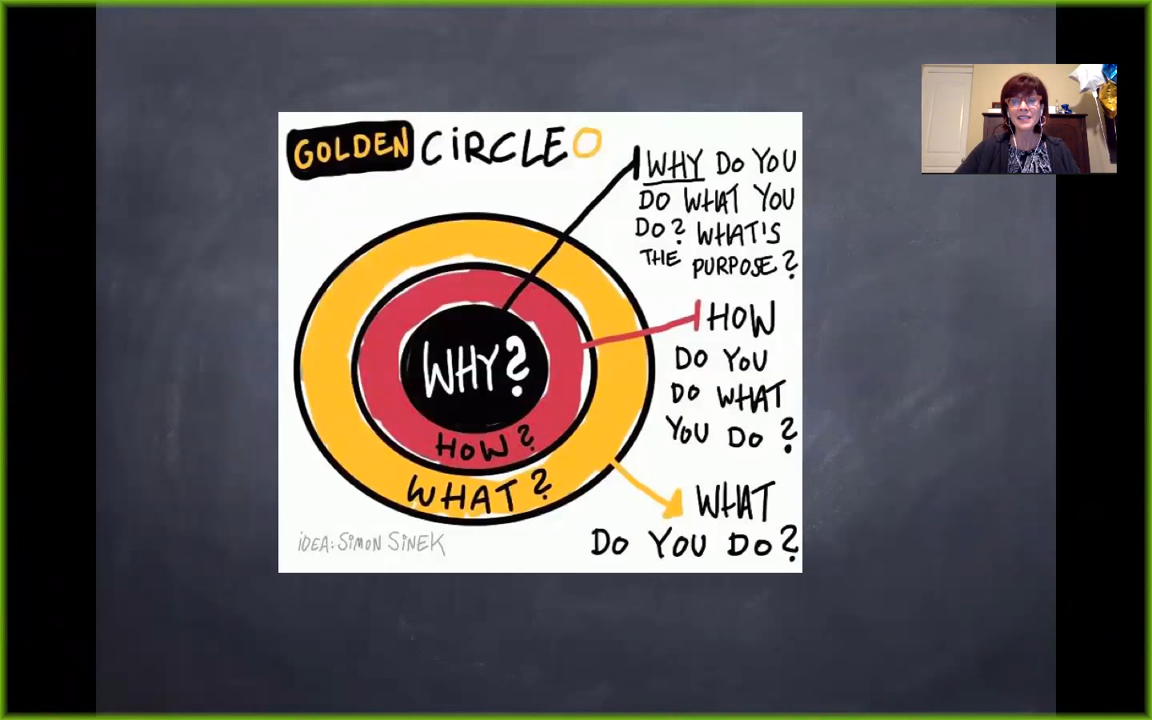 GOLDEN CiRCLE
WHY DO YOU
DO WHAT YOU
DO? WHAT'S
THE PURPOSE?
HOW
DO YOU
DO WHAT
YOU DO?
WHY?
HOW?
WHAT?
WHAT
DO YOU DO?
iDEA: SiMON SiNEK